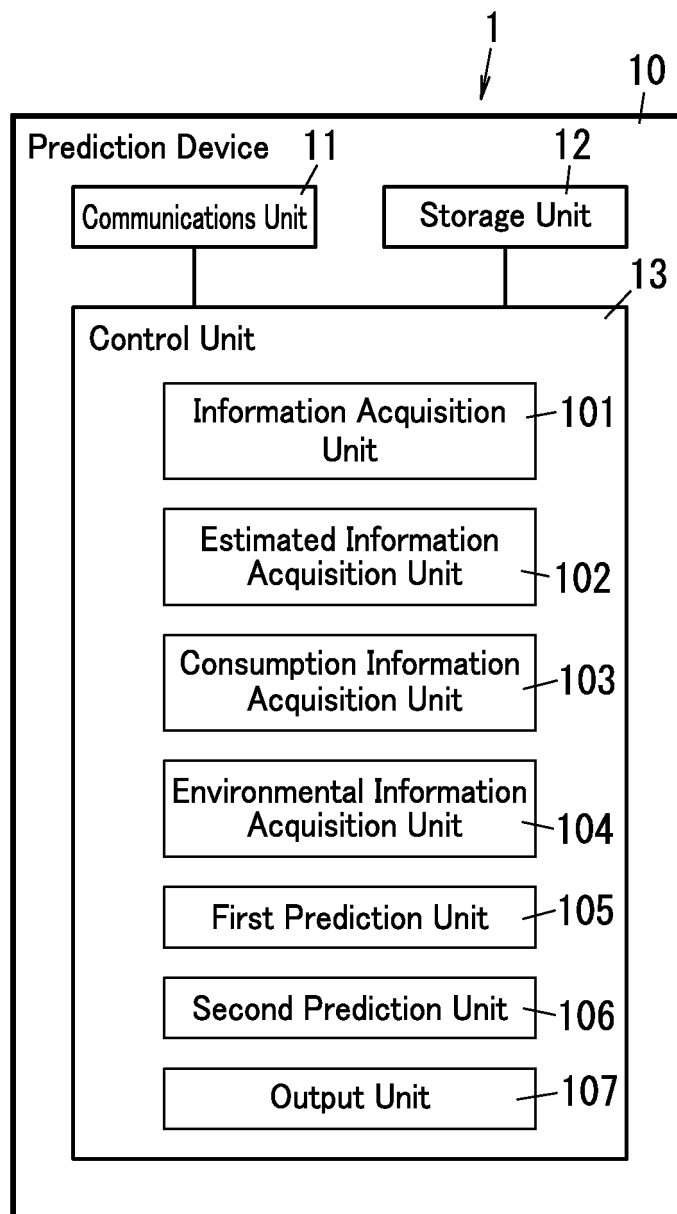 1
10
Prediction Device
11
12
Communications Unit
Storage Unit
13
Control Unit
Information Acquisition
Unit
101
Estimated Information
Acquisition Unit
102
Consumption Information
Acquisition Unit
103
Environmental Information
Acquisition Unit
104
First Prediction Unit
105
Second Prediction Unit
106
Output Unit
107